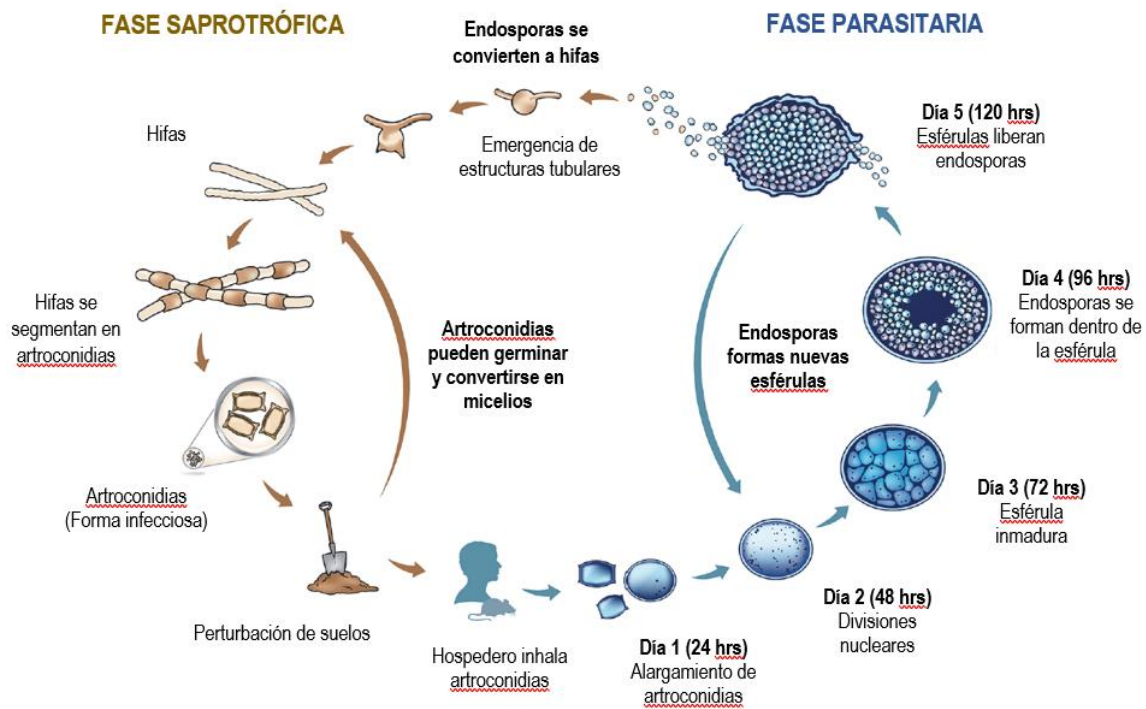 FASE SAPROTRÓFICA
FASE PARASITARIA
Endosporas se
convierten a hifas
Hifas
Emergencia de
estructuras tubulares
Día 5 (120 hrs)
Esférulas liberan
endosporas
Hifas se
segmentan en
artroconidias
Artroconidias
pueden germinar
y convertirse en
micelios
Endosporas
formas nuevas
esférulas
Día 4 (96 hrs)
Endosporas se
forman dentro de
la esférula
Artroconidias
(Forma infecciosa)
Día 3 (72 hrs)
Esférula
inmadura
Perturbación de suelos
Hospedero inhala
artroconidias
Día 1 (24 hrs)
Alargamiento de
artroconidias
Día 2 (48 hrs)
Divisiones
nucleares